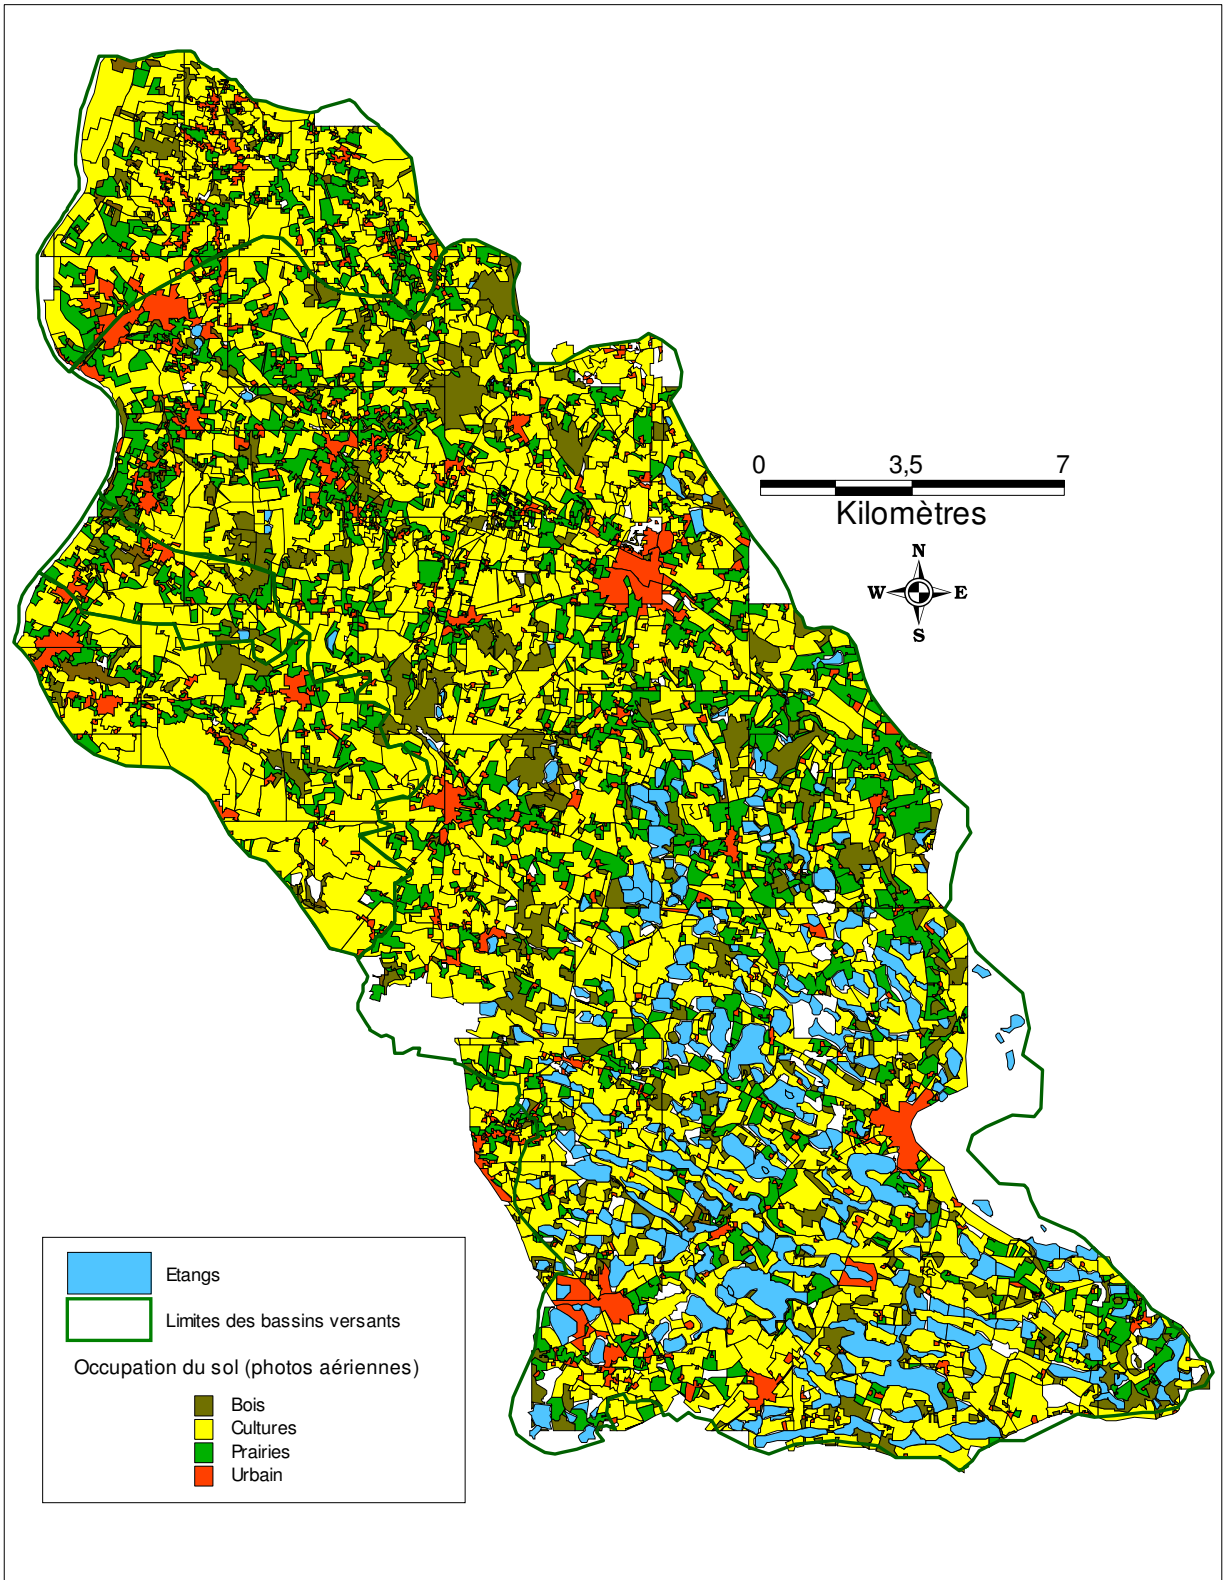 0 3,5 7
Kilomètres
N
W E
S
Etangs
Limites des bassins versants
Occupation du sol (photos aériennes)
Bois
Cultures
Prairies
Urbain